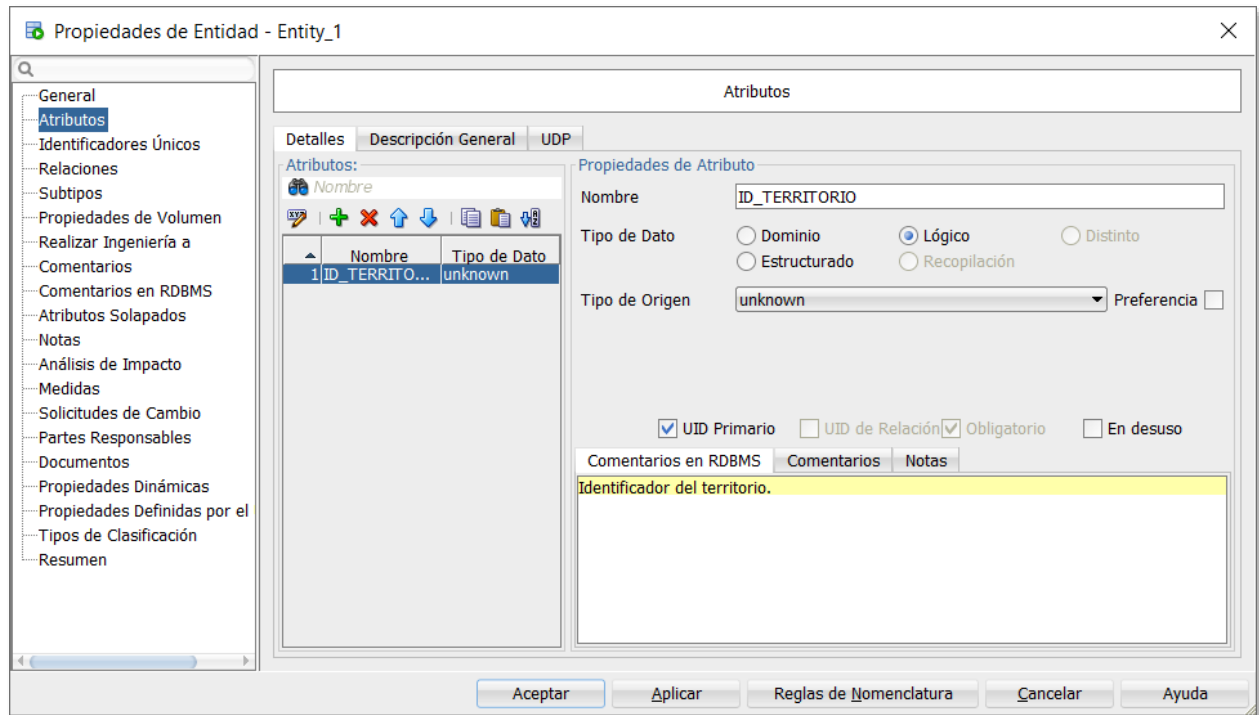 Propiedades de Entidad - Entity_1
General
Atributos
Identificadores Únicos
Relaciones
Subtipos
Propiedades de Volumen
Realizar Ingeniería a
Comentarios
Comentarios en RDBMS
Atributos Solapados
Notas
Análisis de Impacto
Medidas
Solicitudes de Cambio
Partes Responsables
Documentos
Propiedades Dinámicas
Propiedades Definidas por el
Tipos de Clasificación
Resumen
Atributos
Detalles Descripción General UDP
Atributos:
Nombre
Nombre Tipo de Dato
1 ID_TERRITO... unknown
Propiedades de Atributo
Nombre ID_TERRITORIO
Tipo de Dato Dominio Lógico Distinto
Estructurado Recopilación
Tipo de Origen unknown Preferencia
UID Primario UID de Relación Obligatorio En desuso
Comentarios en RDBMS Comentarios Notas
Identificador del territorio.
Aceptar Aplicar Reglas de Nomenclatura Cancelar Ayuda